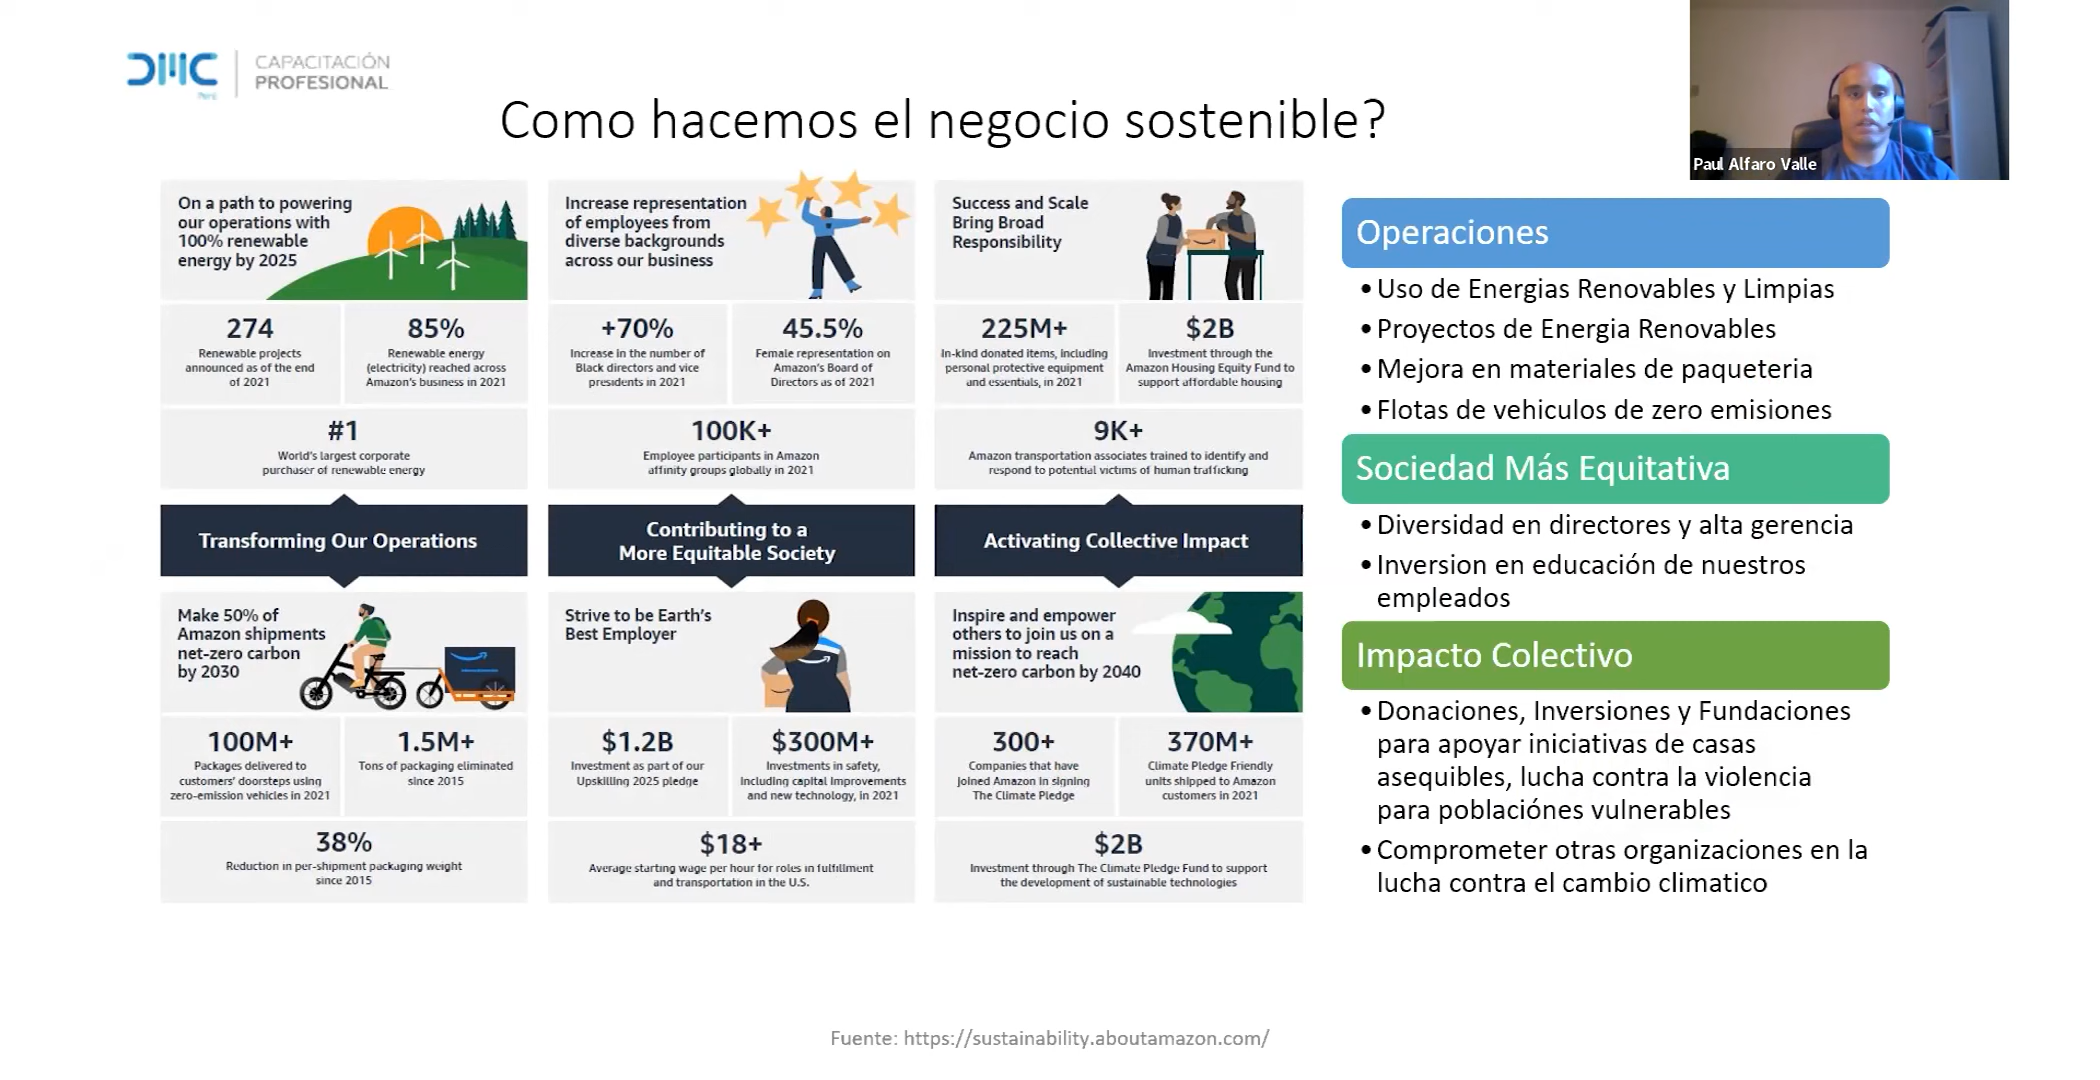 DMC
Perú
CAPACITACIÓN
PROFESIONAL
Como hacemos el negocio sostenible?
Paul Alfaro Valle
On a path to powering
our operations with
100% renewable
energy by 2025
274
Renewable projects
announced as of the end
of 2021
85%
Renewable energy
(electricity) reached across
Amazon's business in 2021
#1
World's largest corporate
purchaser of renewable energy
Transforming Our Operations
Make 50% of
Amazon shipments
net-zero carbon
by 2030
100M+
Packages delivered to
customers' doorsteps using
zero-emission vehicles in 2021
1.5M+
Tons of packaging eliminated
since 2015
38%
Reduction in per-shipment packaging weight
since 2015
Increase representation
of employees from
diverse backgrounds
across our business
+70%
Increase in the number of
Black directors and vice
presidents in 2021
45.5%
Female representation on
Amazon's Board of
Directors as of 2021
100K+
Employee participants in Amazon
affinity groups globally in 2021
Contributing to a
More Equitable Society
Strive to be Earth's
Best Employer
$1.2B
Investment as part of our
Upskilling 2025 pledge
$300M+
Investments in safety,
including capital improvements
and new technology, in 2021
$18+
Average starting wage per hour for roles in fulfillment
and transportation in the U.S.
Success and Scale
Bring Broad
Responsibility
225M+
In-kind donated items, including
personal protective equipment
and essentials, in 2021
$2B
Investment through the
Amazon Housing Equity Fund to
support affordable housing
9K+
Amazon transportation associates trained to identify and
respond to potential victims of human trafficking
Activating Collective Impact
Inspire and empower
others to join us on a
mission to reach
net-zero carbon by 2040
300+
Companies that have
joined Amazon in signing
The Climate Pledge
370M+
Climate Pledge Friendly
units shipped to Amazon
customers in 2021
$2B
Investment through The Climate Pledge Fund to support
the development of sustainable technologies
Operaciones
•Uso de Energias Renovables y Limpias
•Proyectos de Energia Renovables
•Mejora en materiales de paqueteria
•Flotas de vehiculos de zero emisiones
Sociedad Más Equitativa
•Diversidad en directores y alta gerencia
•Inversion en educación de nuestros
empleados
Impacto Colectivo
•Donaciones, Inversiones y Fundaciones
para apoyar iniciativas de casas
asequibles, lucha contra la violencia
para poblaciónes vulnerables
•Comprometer otras organizaciones en la
lucha contra el cambio climatico
Fuente: https://sustainability.aboutamazon.com/